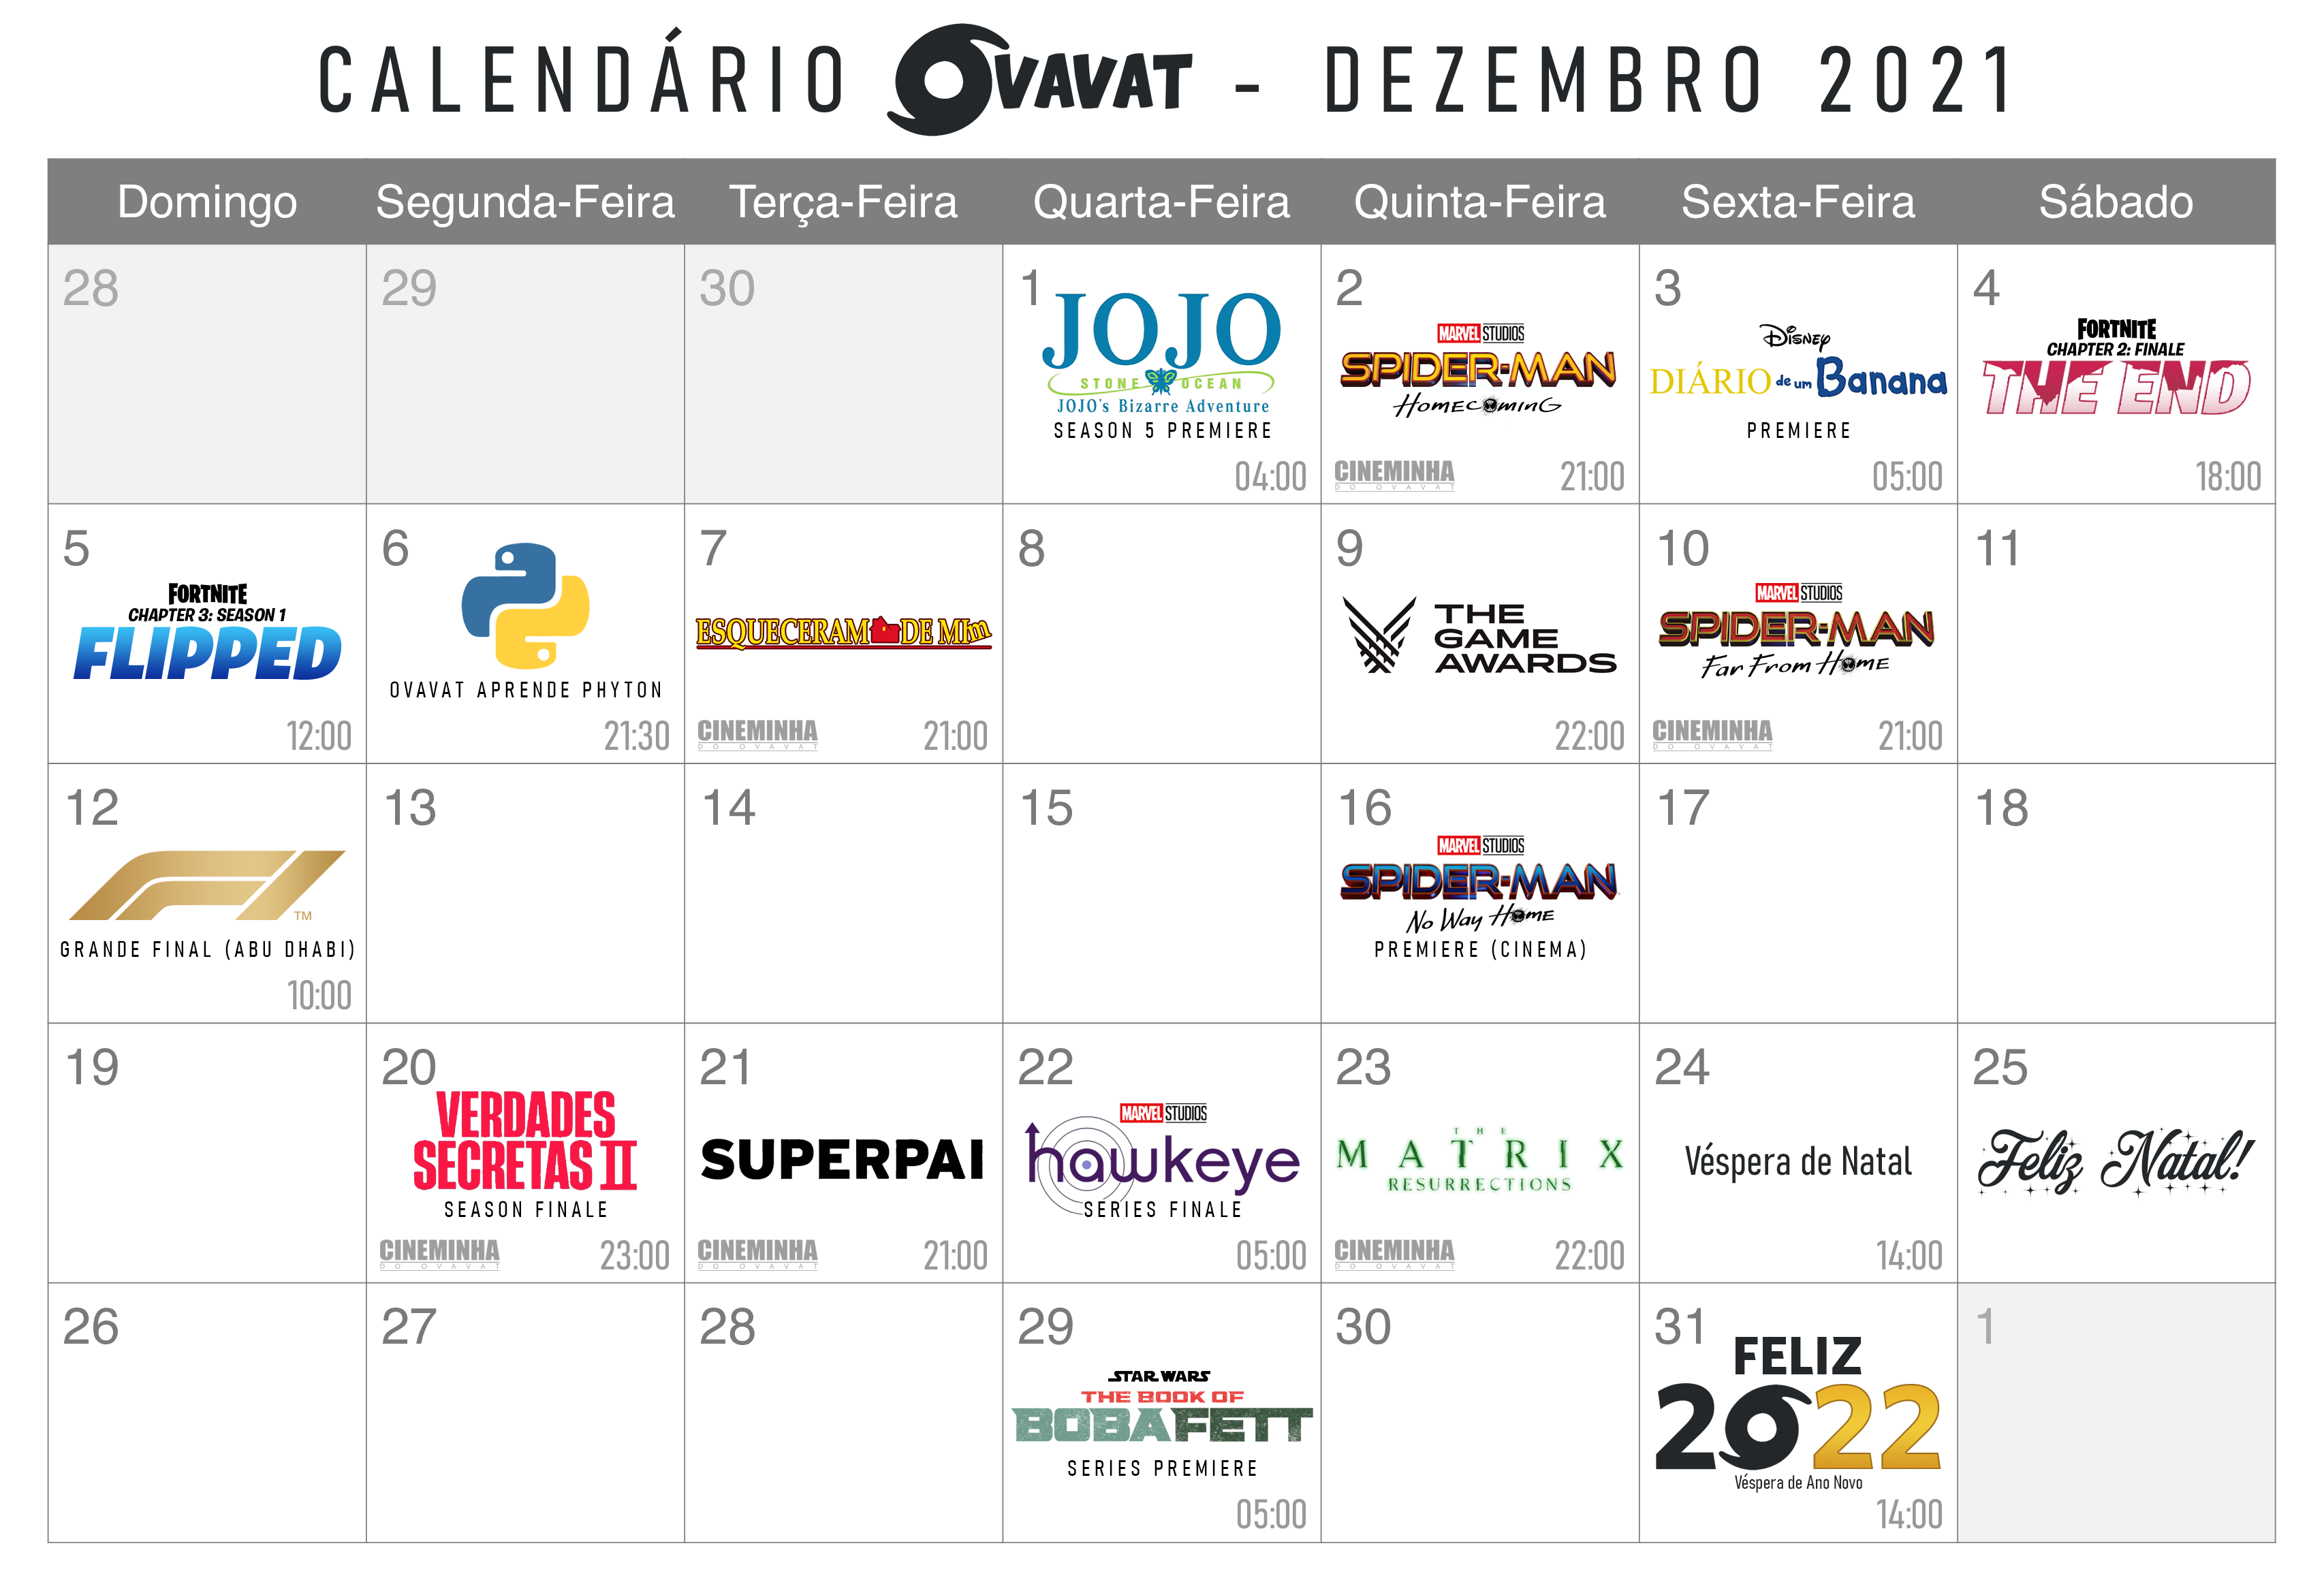 CALENDÁRIO OVAVAT - DEZEMBRO 2021
Domingo Segunda-Feira Terça-Feira Quarta-Feira Quinta-Feira Sexta-Feira Sábado
28
29
30
1
JOJO
STONE OCEAN
JOJO's Bizarre Adventure
SEASON 5 PREMIERE
04:00
2
MARVEL STUDIOS
SPIDER-MAN
HOMECOMING
CINEMINHA
DO OVAVAT
21:00
3
DISNEY
DIÁRIO de um Banana
PREMIERE
05:00
4
FORTNITE
CHAPTER 2: FINALE
THE END
18:00
5
FORTNITE
CHAPTER 3: SEASON 1
FLIPPED
12:00
6
OVAVAT APRENDE PHYTON
21:30
7
ESQUECERAM DE MIm
CINEMINHA
DO OVAVAT
21:00
8
9
THE
GAME
AWARDS
22:00
10
MARVEL STUDIOS
SPIDER-MAN
Far From Home
CINEMINHA
DO OVAVAT
21:00
11
12
F1 TM
GRANDE FINAL (ABU DHABI)
10:00
13
14
15
16
MARVEL STUDIOS
SPIDER-MAN
No Way Home
PREMIERE (CINEMA)
17
18
19
20
VERDADES
SECRETAS II
SEASON FINALE
CINEMINHA
DO OVAVAT
23:00
21
SUPERPAI
CINEMINHA
DO OVAVAT
21:00
22
MARVEL STUDIOS
hawkeye
SERIES FINALE
05:00
23
THE
MATRIX
RESURRECTIONS
CINEMINHA
DO OVAVAT
22:00
24
Véspera de Natal
14:00
25
Feliz Natal!
26
27
28
29
STAR WARS
THE BOOK OF
BOBA FETT
SERIES PREMIERE
05:00
30
31
FELIZ
2022
Véspera de Ano Novo
14:00
1